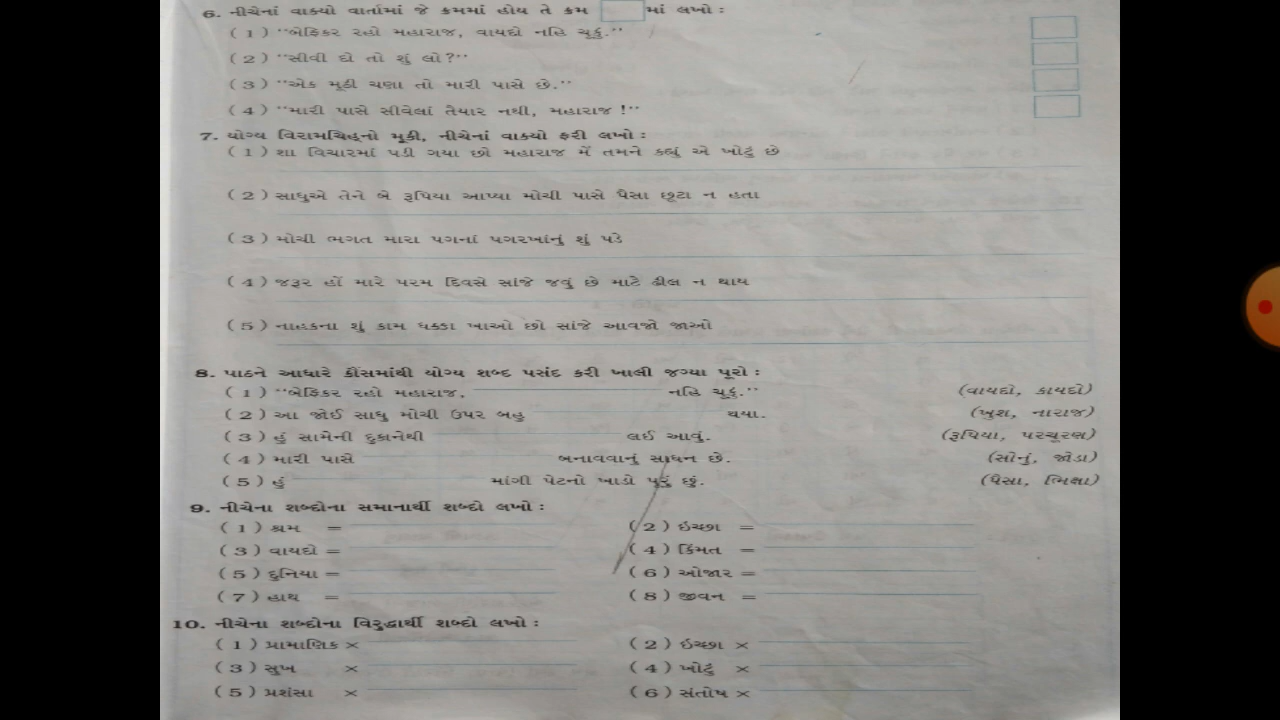 6. નીચેનાં વાક્યો વાર્તામાં જે ક્રમમાં હોય તે ક્રમ માં લખો :
(1) "બેફિકર રહો મહારાજ, વાયદો નહિ ચૂકું."
(2) "સીવી દો તો શું લો?"
(3) "એક મૂઠી ચણા તો મારી પાસે છે."
(4) "મારી પાસે સીવેલાં તૈયાર નથી, મહારાજ !"
7. યોગ્ય વિરામચિહ્નો મૂકી, નીચેનાં વાક્યો ફરી લખો :
(1) શા વિચારમાં પડી ગયા છો મહારાજ મેં તમને કહ્યું એ ખોટું છે
(2) સાધુએ તેને બે રૂપિયા આપ્યા મોચી પાસે પૈસા છૂટા ન હતા
(3) મોચી ભગત મારા પગનાં પગરખાંનું શું પડે
(4) જરૂર હોં મારે પરમ દિવસે સાંજે જવું છે માટે ઢીલ ન થાય
(5) નાહકના શું કામ ધક્કા ખાઓ છો સાંજે આવજો જાઓ
8. પાઠને આધારે કૌંસમાંથી યોગ્ય શબ્દ પસંદ કરી ખાલી જગ્યા પૂરો :
(1) "બેફિકર રહો મહારાજ, નહિ ચૂકું." (વાયદો, કાયદો)
(2) આ જોઈ સાધુ મોચી ઉપર બહુ થયા. (ખુશ, નારાજ)
(3) હું સામેની દુકાનેથી લઈ આવું. (રૂપિયા, પરચૂરણ)
(4) મારી પાસે બનાવવાનું સાધન છે. (સોનું, જોડા)
(5) હું માંગી પેટનો ખાડો પૂરું છું. (પૈસા, ભિક્ષા)
9. નીચેના શબ્દોના સમાનાર્થી શબ્દો લખો :
(1) શ્રમ = (2) ઇચ્છા =
(3) વાયદો = (4) કિંમત =
(5) દુનિયા = (6) ઓજાર =
(7) હાથ = (8) જીવન =
10. નીચેના શબ્દોના વિરુદ્ધાર્થી શબ્દો લખો :
(1) પ્રામાણિક × (2) ઇચ્છા ×
(3) સુખ × (4) ખોટું ×
(5) પ્રશંસા × (6) સંતોષ ×